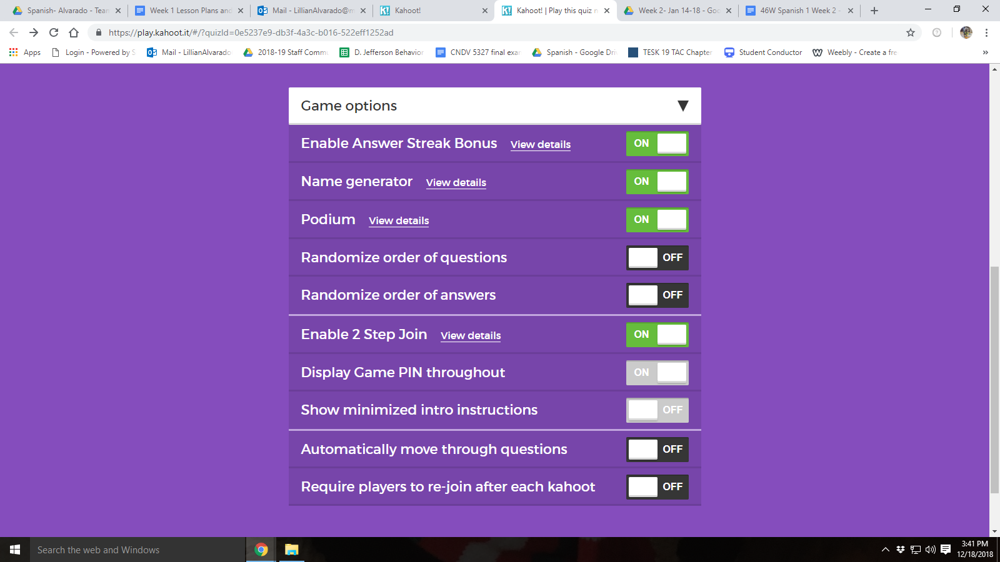 Spanish- Alvarado - Tean
Week 1 Lesson Plans and
Mail - LillianAlvarado@m
Kahoot!
Kahoot! | Play this quiz n
Week 2- Jan 14-18 - Goo
46W Spanish 1 Week 2 -
https://play.kahoot.it/#/?quizId=0e5237e9-db3f-4a3c-b016-522eff1252ad
Apps
Login - Powered by S
Mail - LillianAlvarado
2018-19 Staff Commu
D. Jefferson Behavior
CNDV 5327 final exar
Spanish - Google Driv
TESK 19 TAC Chapter
Student Conductor
Weebly - Create a fre
Game options
Enable Answer Streak Bonus View details ON
Name generator View details ON
Podium View details ON
Randomize order of questions OFF
Randomize order of answers OFF
Enable 2 Step Join View details ON
Display Game PIN throughout ON
Show minimized intro instructions OFF
Automatically move through questions OFF
Require players to re-join after each kahoot OFF
Search the web and Windows
3:41 PM
12/18/2018